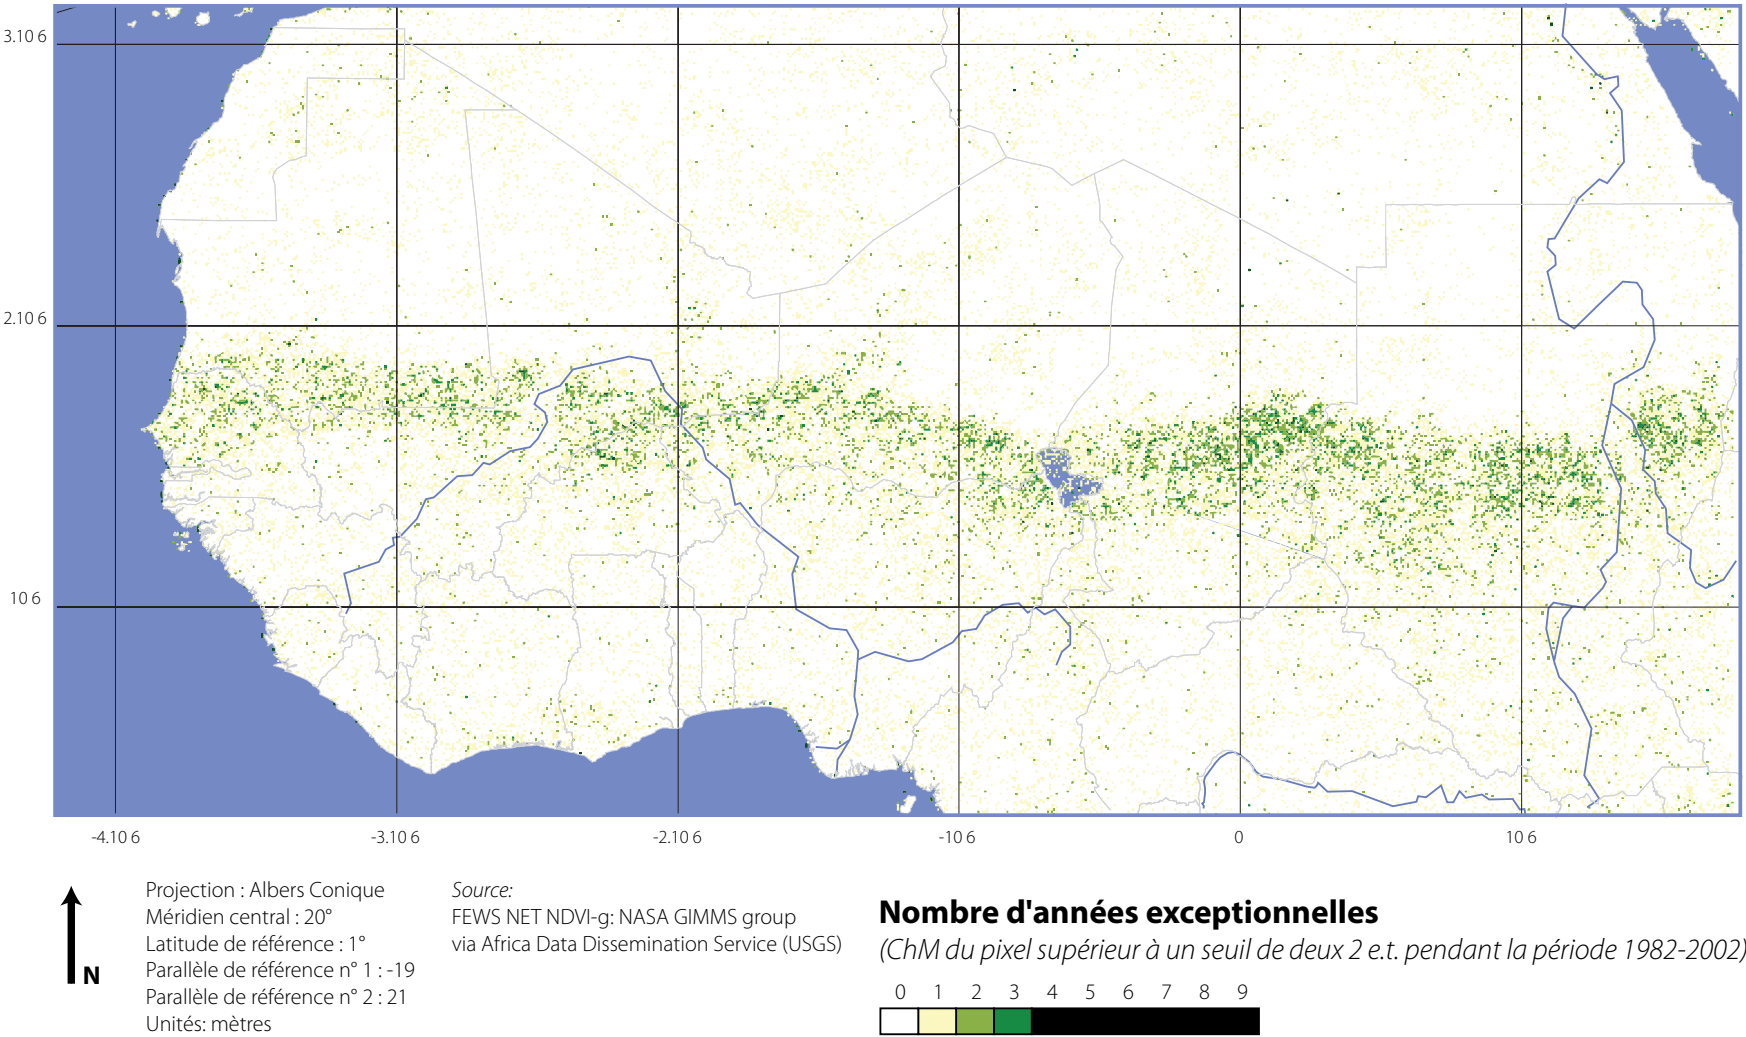 3.10 6
2.10 6
10 6
-4.10 6
-3.10 6
-2.10 6
-10 6
0
10 6
N
Projection : Albers Conique
Méridien central : 20°
Latitude de référence : 1°
Parallèle de référence n° 1 : -19
Parallèle de référence n° 2 : 21
Unités: mètres
Source:
FEWS NET NDVI-g: NASA GIMMS group
via Africa Data Dissemination Service (USGS)
Nombre d'années exceptionnelles
(ChM du pixel supérieur à un seuil de deux 2 e.t. pendant la période 1982-2002)
0 1 2 3 4 5 6 7 8 9